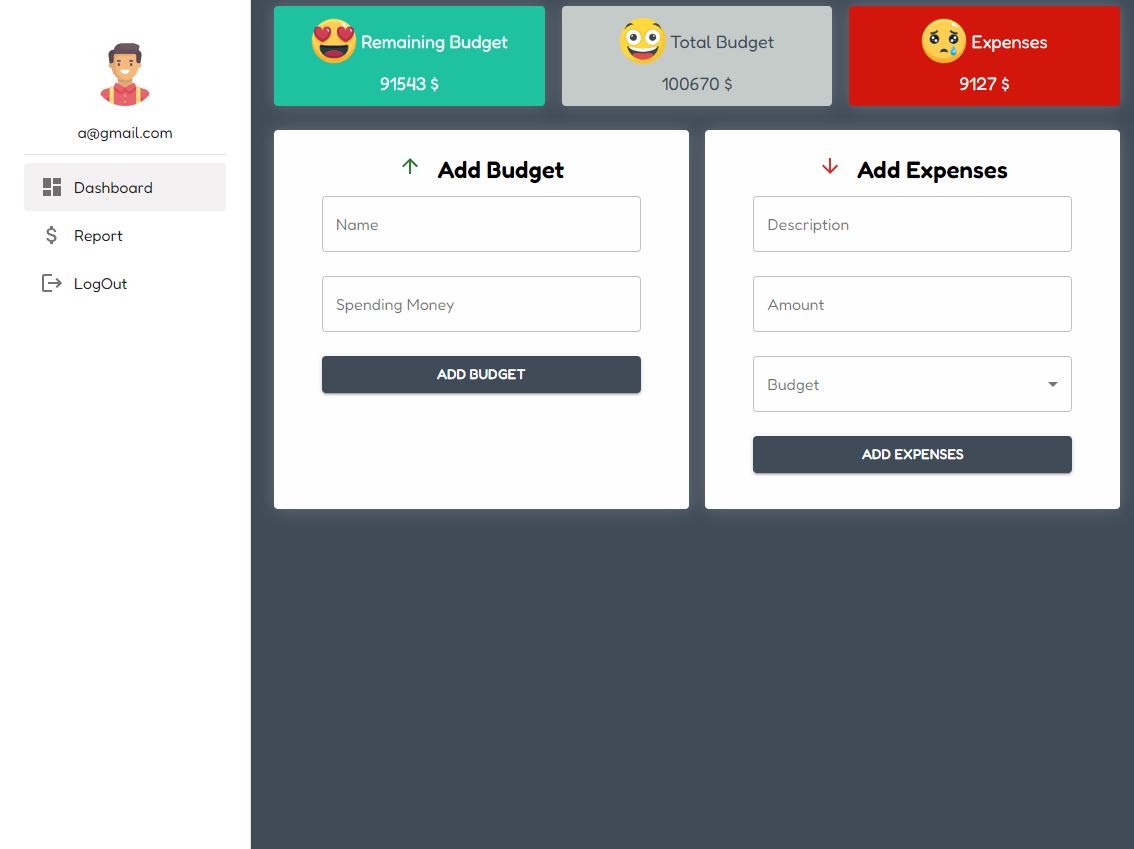 a@gmail.com
Dashboard
Report
LogOut
Remaining Budget
91543 $
Total Budget
100670 $
Expenses
9127 $
Add Budget
Name
Spending Money
ADD BUDGET
Add Expenses
Description
Amount
Budget
ADD EXPENSES